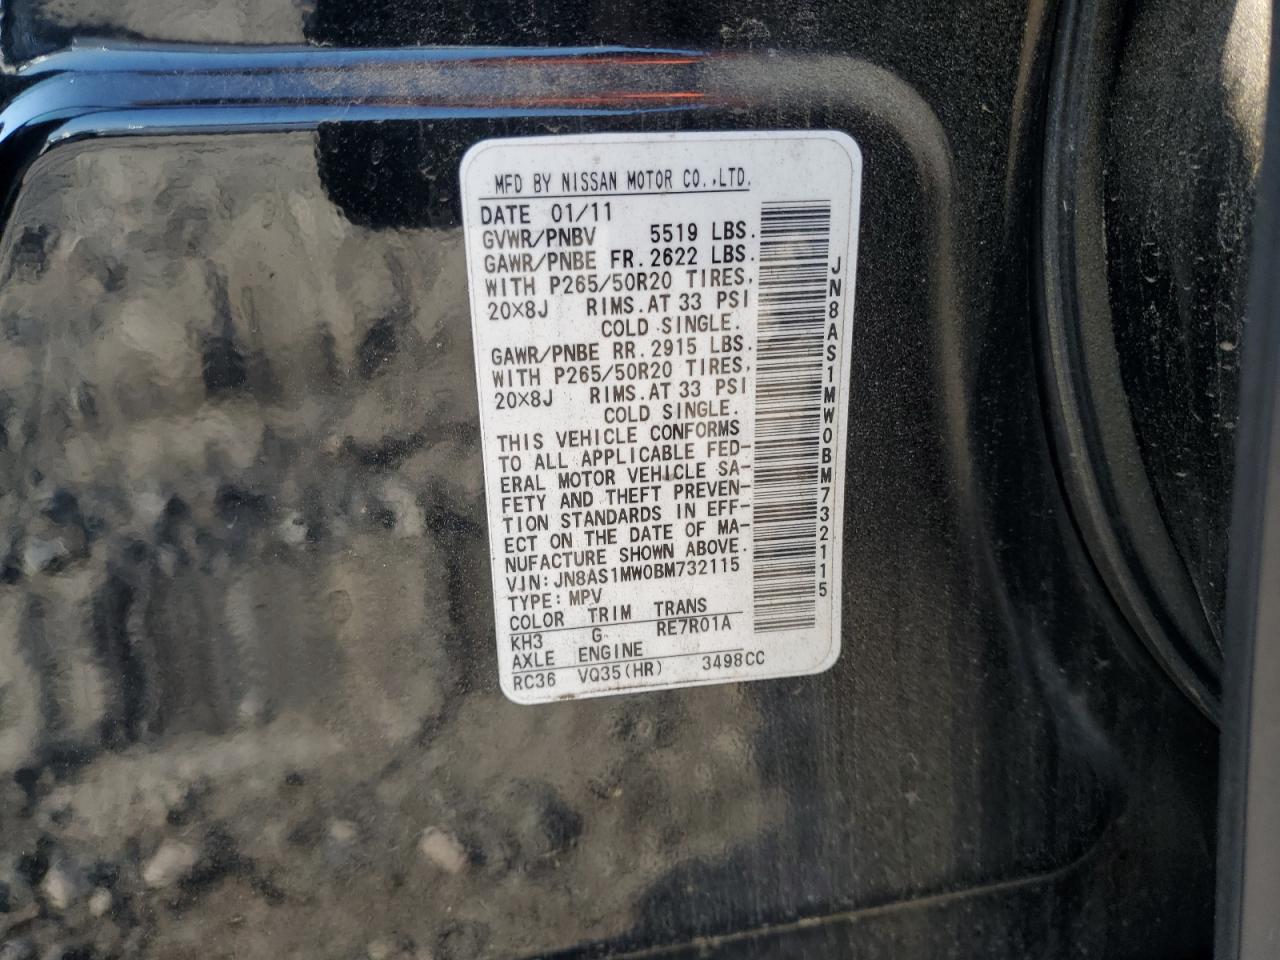 MFD BY NISSAN MOTOR CO.,LTD.
DATE 01/11
GVWR/PNBV 5519 LBS.
GAWR/PNBE FR. 2622 LBS.
WITH P265/50R20 TIRES,
20×8J RIMS.AT 33 PSI
COLD SINGLE.
GAWR/PNBE RR. 2915 LBS.
WITH P265/50R20 TIRES,
20×8J RIMS.AT 33 PSI
COLD SINGLE.
THIS VEHICLE CONFORMS
TO ALL APPLICABLE FED-
ERAL MOTOR VEHICLE SA-
FETY AND THEFT PREVEN-
TION STANDARDS IN EFF-
ECT ON THE DATE OF MA-
NUFACTURE SHOWN ABOVE.
VIN: JN8AS1MW0BM732115
TYPE: MPV
COLOR TRIM TRANS
KH3 G RE7R01A
AXLE ENGINE
RC36 VQ35(HR) 3498CC
JN8AS1MW0BM732115